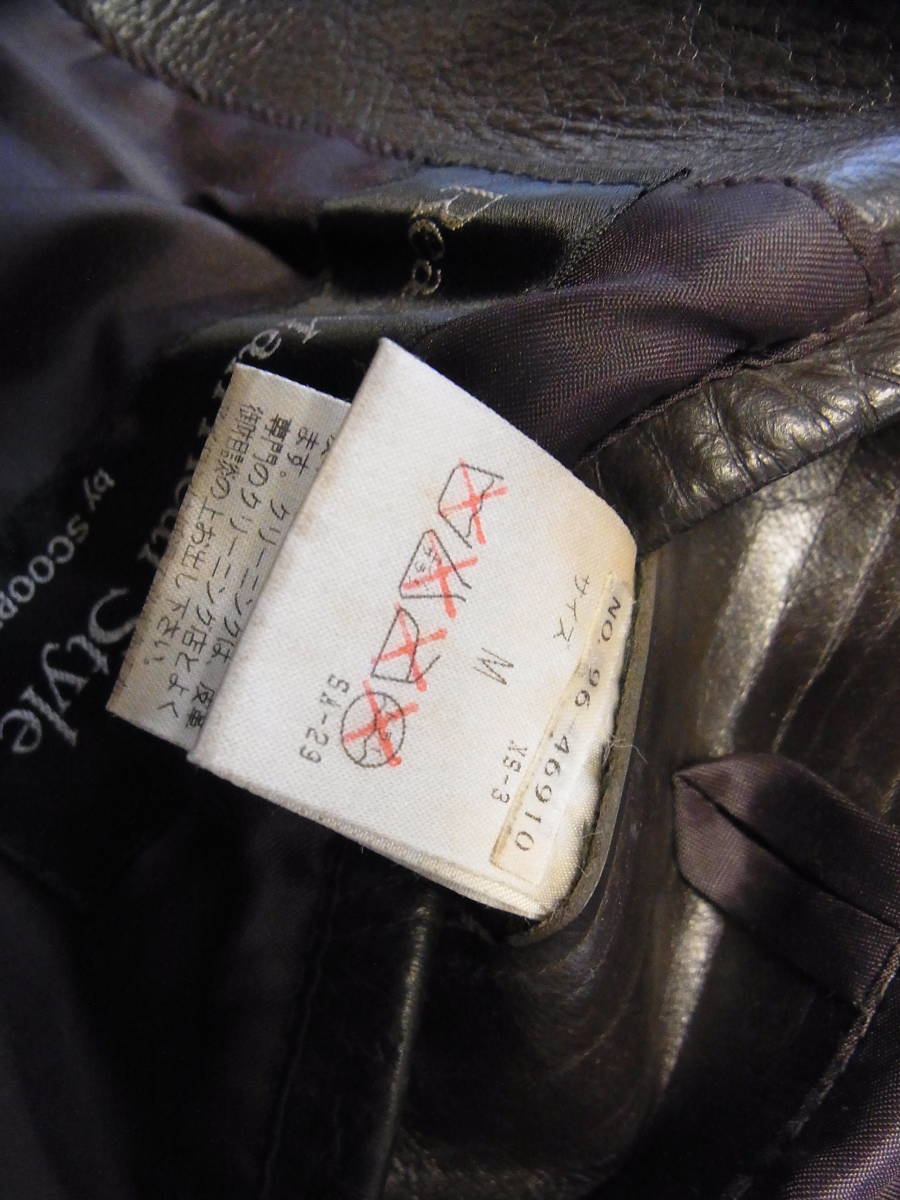 NO. 96 46910
サイズ
M
XS-3
SA-29
ます。クリーニングは、皮革
専門のクリーニング店とよく
御相談の上お出し下さい。
Style
by SCOOP